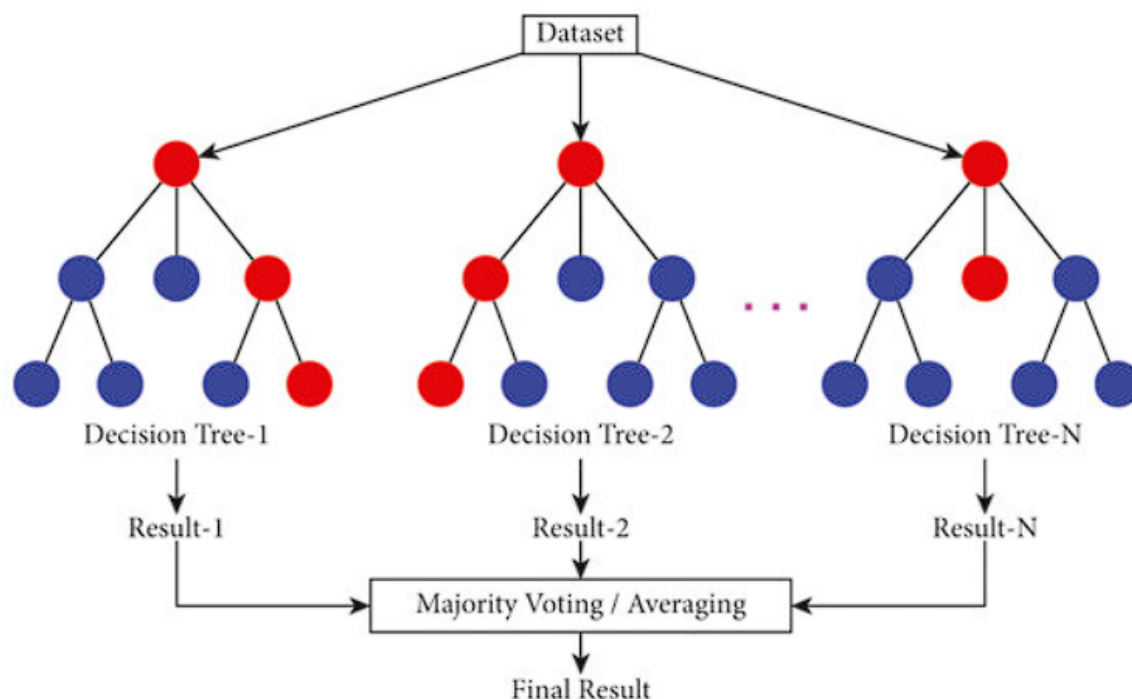 Dataset
. . .
Decision Tree-1
Decision Tree-2
Decision Tree-N
Result-1
Result-2
Result-N
Majority Voting / Averaging
Final Result